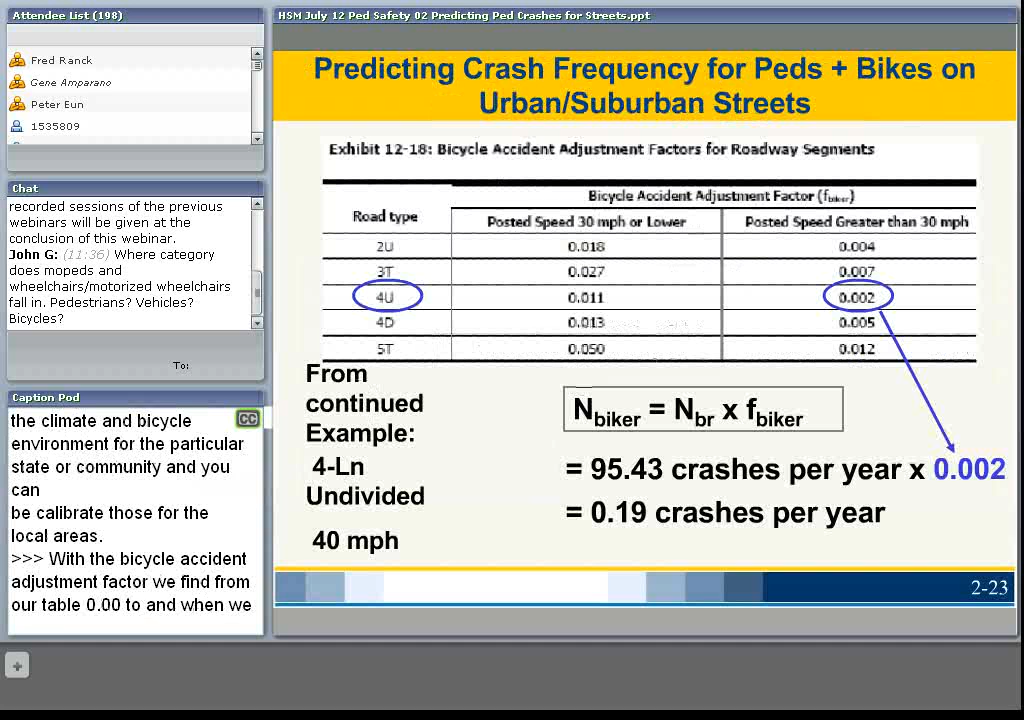 Attendee List (198)
Fred Ranck
Gene Amparano
Peter Eun
1535809
Chat
recorded sessions of the previous
webinars will be given at the
conclusion of this webinar.
John G: (11:36) Where category
does mopeds and
wheelchairs/motorized wheelchairs
fall in. Pedestrians? Vehicles?
Bicycles?
To:
Caption Pod
the climate and bicycle
environment for the particular
state or community and you
can
be calibrate those for the
local areas.
>>> With the bicycle accident
adjustment factor we find from
our table 0.00 to and when we
CC
HSM July 12 Ped Safety 02 Predicting Ped Crashes for Streets.ppt
Predicting Crash Frequency for Peds + Bikes on
Urban/Suburban Streets
Exhibit 12-18: Bicycle Accident Adjustment Factors for Roadway Segments
Bicycle Accident Adjustment Factor (fbiker)
Road type
Posted Speed 30 mph or Lower
Posted Speed Greater than 30 mph
2U 0.018 0.004
3T 0.027 0.007
4U 0.011 0.002
4D 0.013 0.005
5T 0.050 0.012
From
continued
Example:
4-Ln
Undivided
40 mph
Nbiker = Nbr x fbiker
= 95.43 crashes per year x 0.002
= 0.19 crashes per year
2-23